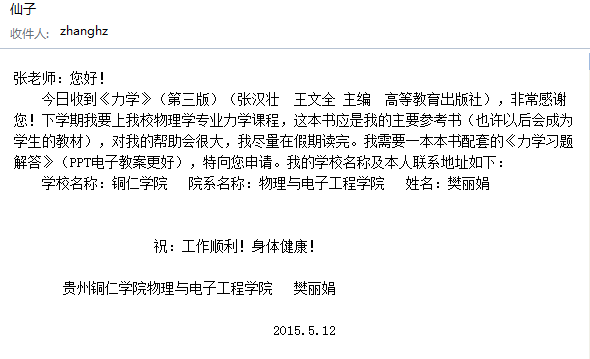 仙子
收件人: zhanghz
张老师：您好！
今日收到《力学》（第三版）（张汉壮 王文全 主编 高等教育出版社），非常感谢
您！下学期我要上我校物理学专业力学课程，这本书应是我的主要参考书（也许以后会成为
学生的教材），对我的帮助会很大，我尽量在假期读完。我需要一本本书配套的《力学习题
解答》（PPT电子教案更好），特向您申请。我的学校名称及本人联系地址如下：
学校名称：铜仁学院 院系名称：物理与电子工程学院 姓名：樊丽娟
祝：工作顺利！身体健康！
贵州铜仁学院物理与电子工程学院 樊丽娟
2015.5.12